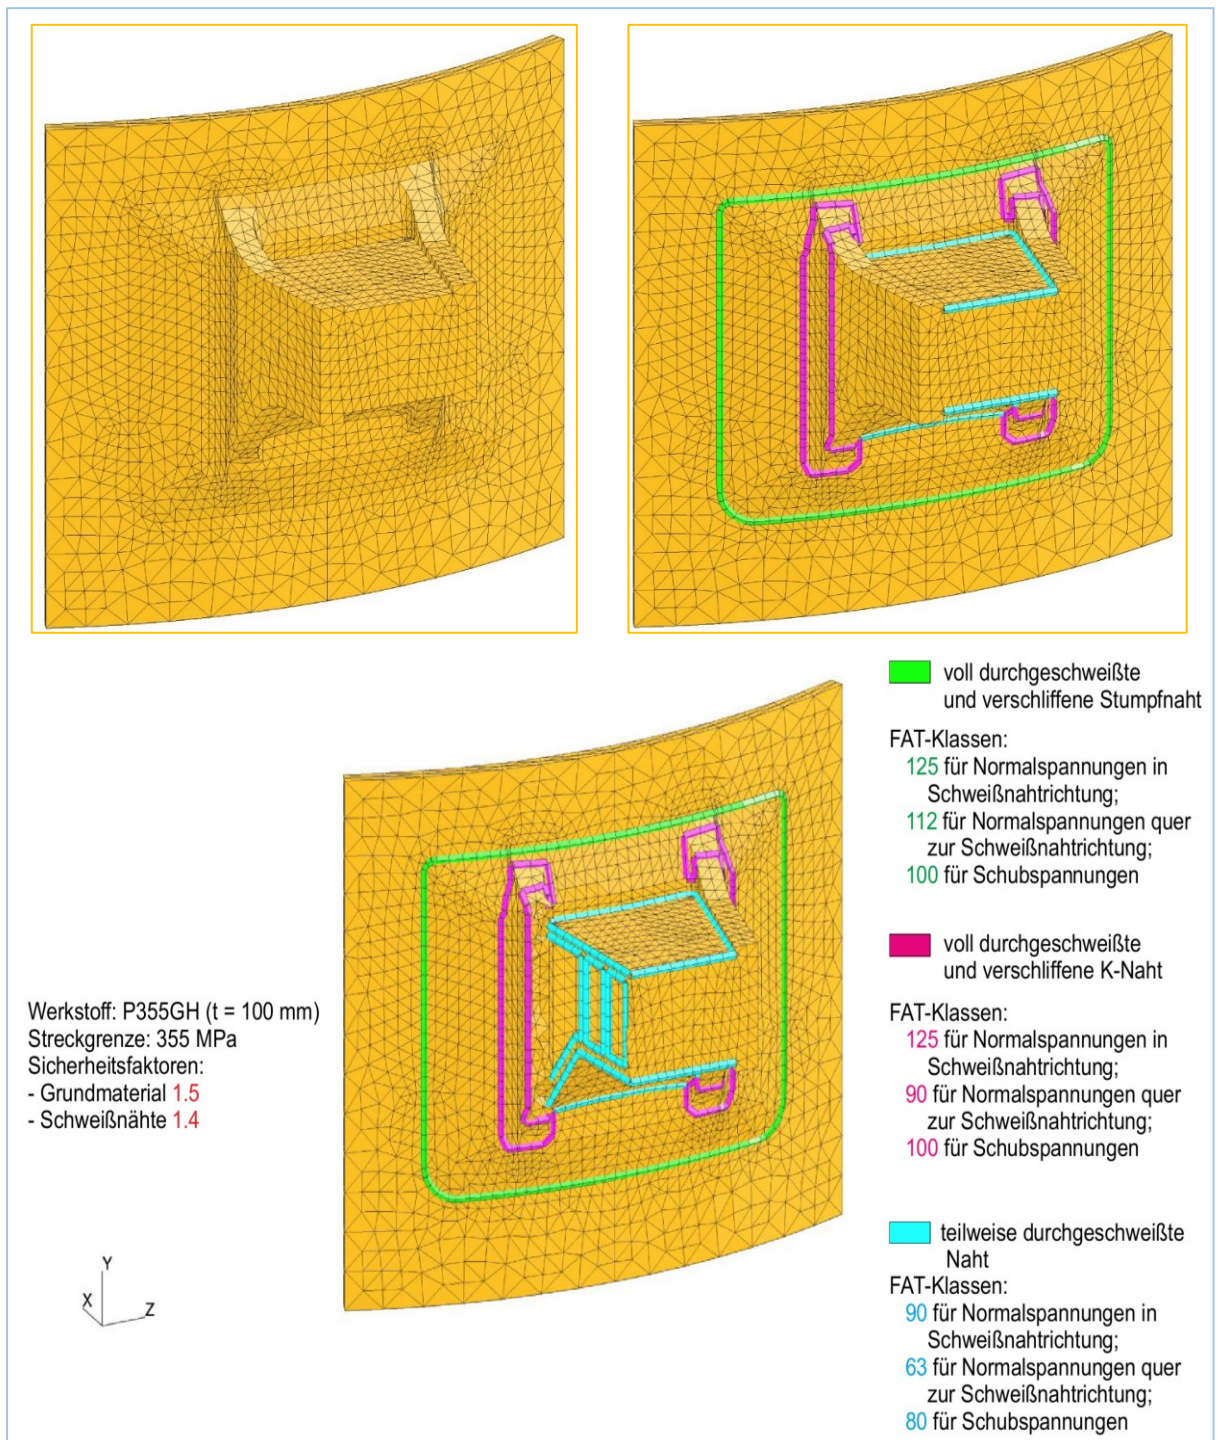 voll durchgeschweißte
und verschliffene Stumpfnaht
FAT-Klassen:
125 für Normalspannungen in
Schweißnahtrichtung;
112 für Normalspannungen quer
zur Schweißnahtrichtung;
100 für Schubspannungen
voll durchgeschweißte
und verschliffene K-Naht
FAT-Klassen:
125 für Normalspannungen in
Schweißnahtrichtung;
90 für Normalspannungen quer
zur Schweißnahtrichtung;
100 für Schubspannungen
teilweise durchgeschweißte
Naht
FAT-Klassen:
90 für Normalspannungen in
Schweißnahtrichtung;
63 für Normalspannungen quer
zur Schweißnahtrichtung;
80 für Schubspannungen
Werkstoff: P355GH (t = 100 mm)
Streckgrenze: 355 MPa
Sicherheitsfaktoren:
- Grundmaterial 1.5
- Schweißnähte 1.4
Y
X
Z